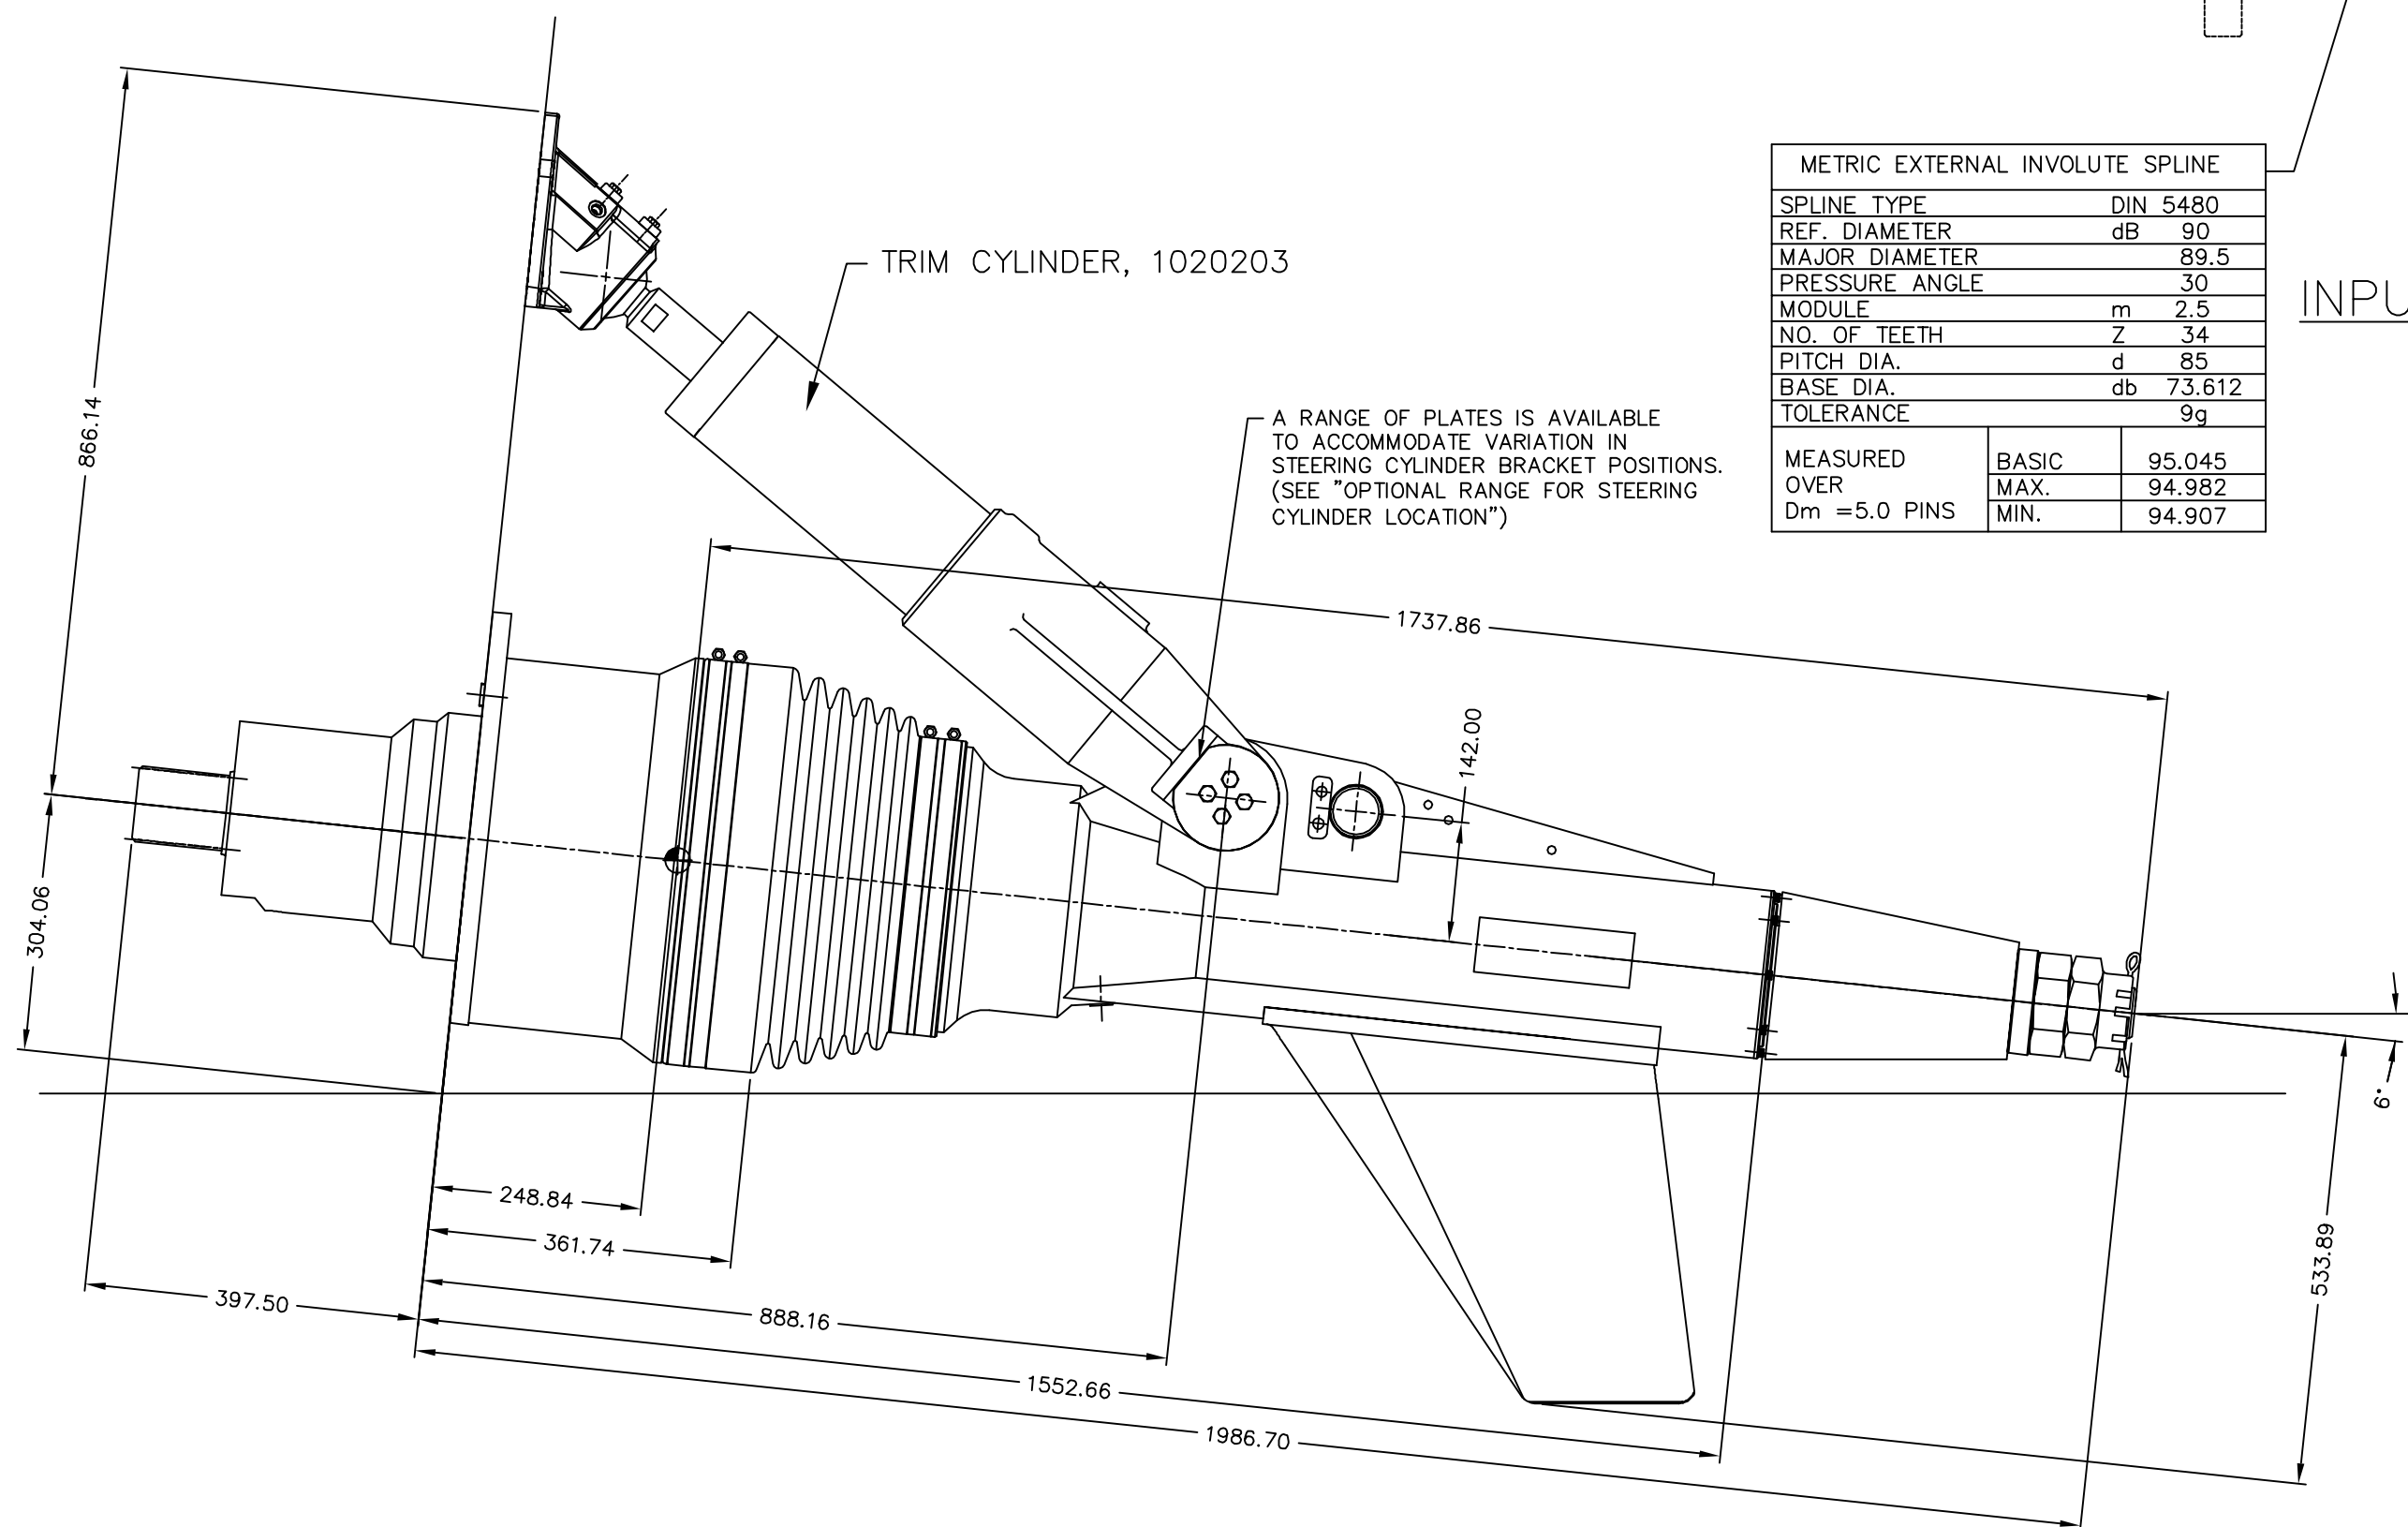 METRIC EXTERNAL INVOLUTE SPLINE
SPLINE TYPE DIN 5480
REF. DIAMETER dB 90
MAJOR DIAMETER 89.5
PRESSURE ANGLE 30
MODULE m 2.5
NO. OF TEETH Z 34
PITCH DIA. d 85
BASE DIA. db 73.612
TOLERANCE 9g
MEASURED
OVER
Dm =5.0 PINS
BASIC 95.045
MAX. 94.982
MIN. 94.907
INPU
TRIM CYLINDER, 1020203
A RANGE OF PLATES IS AVAILABLE
TO ACCOMMODATE VARIATION IN
STEERING CYLINDER BRACKET POSITIONS.
(SEE "OPTIONAL RANGE FOR STEERING
CYLINDER LOCATION")
866.14
1737.86
142.00
304.06
6°
248.84
361.74
397.50
888.16
533.89
1552.66
1986.70